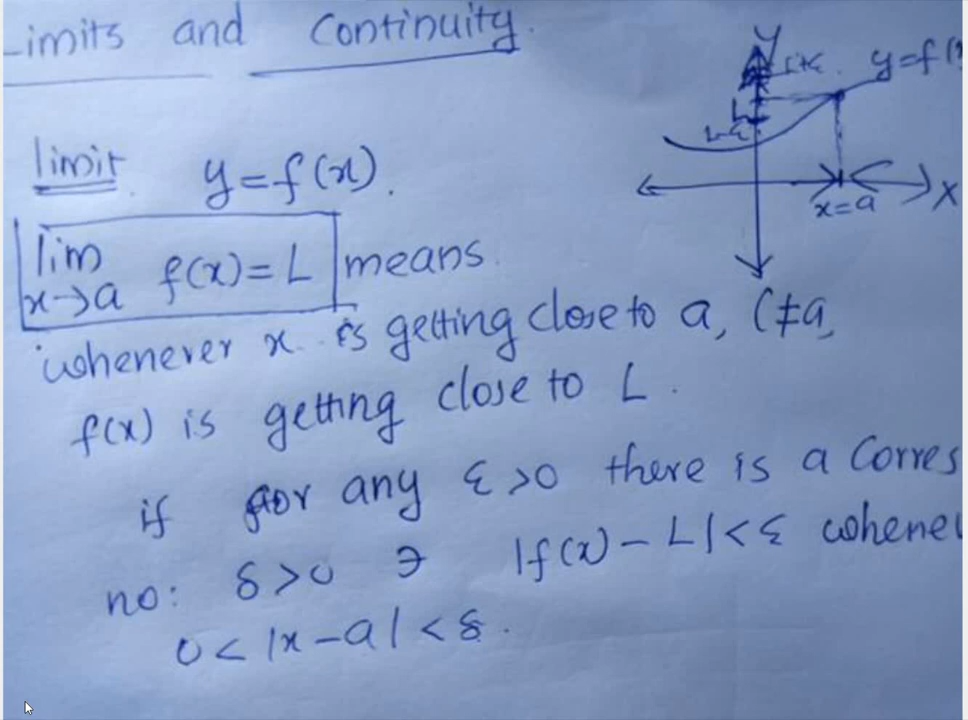 Limits and Continuity.
Y
L+ε. y=f(
L
L-ε
x=a
X
limit. y=f(x).
lim
x→a f(x)=L means.
whenever x is getting close to a, (≠a,
f(x) is getting close to L.
if for any ε>0 there is a Corres
no: δ>0 ∋ |f(x)-L|<ε whenev
0<|x-a|<δ.